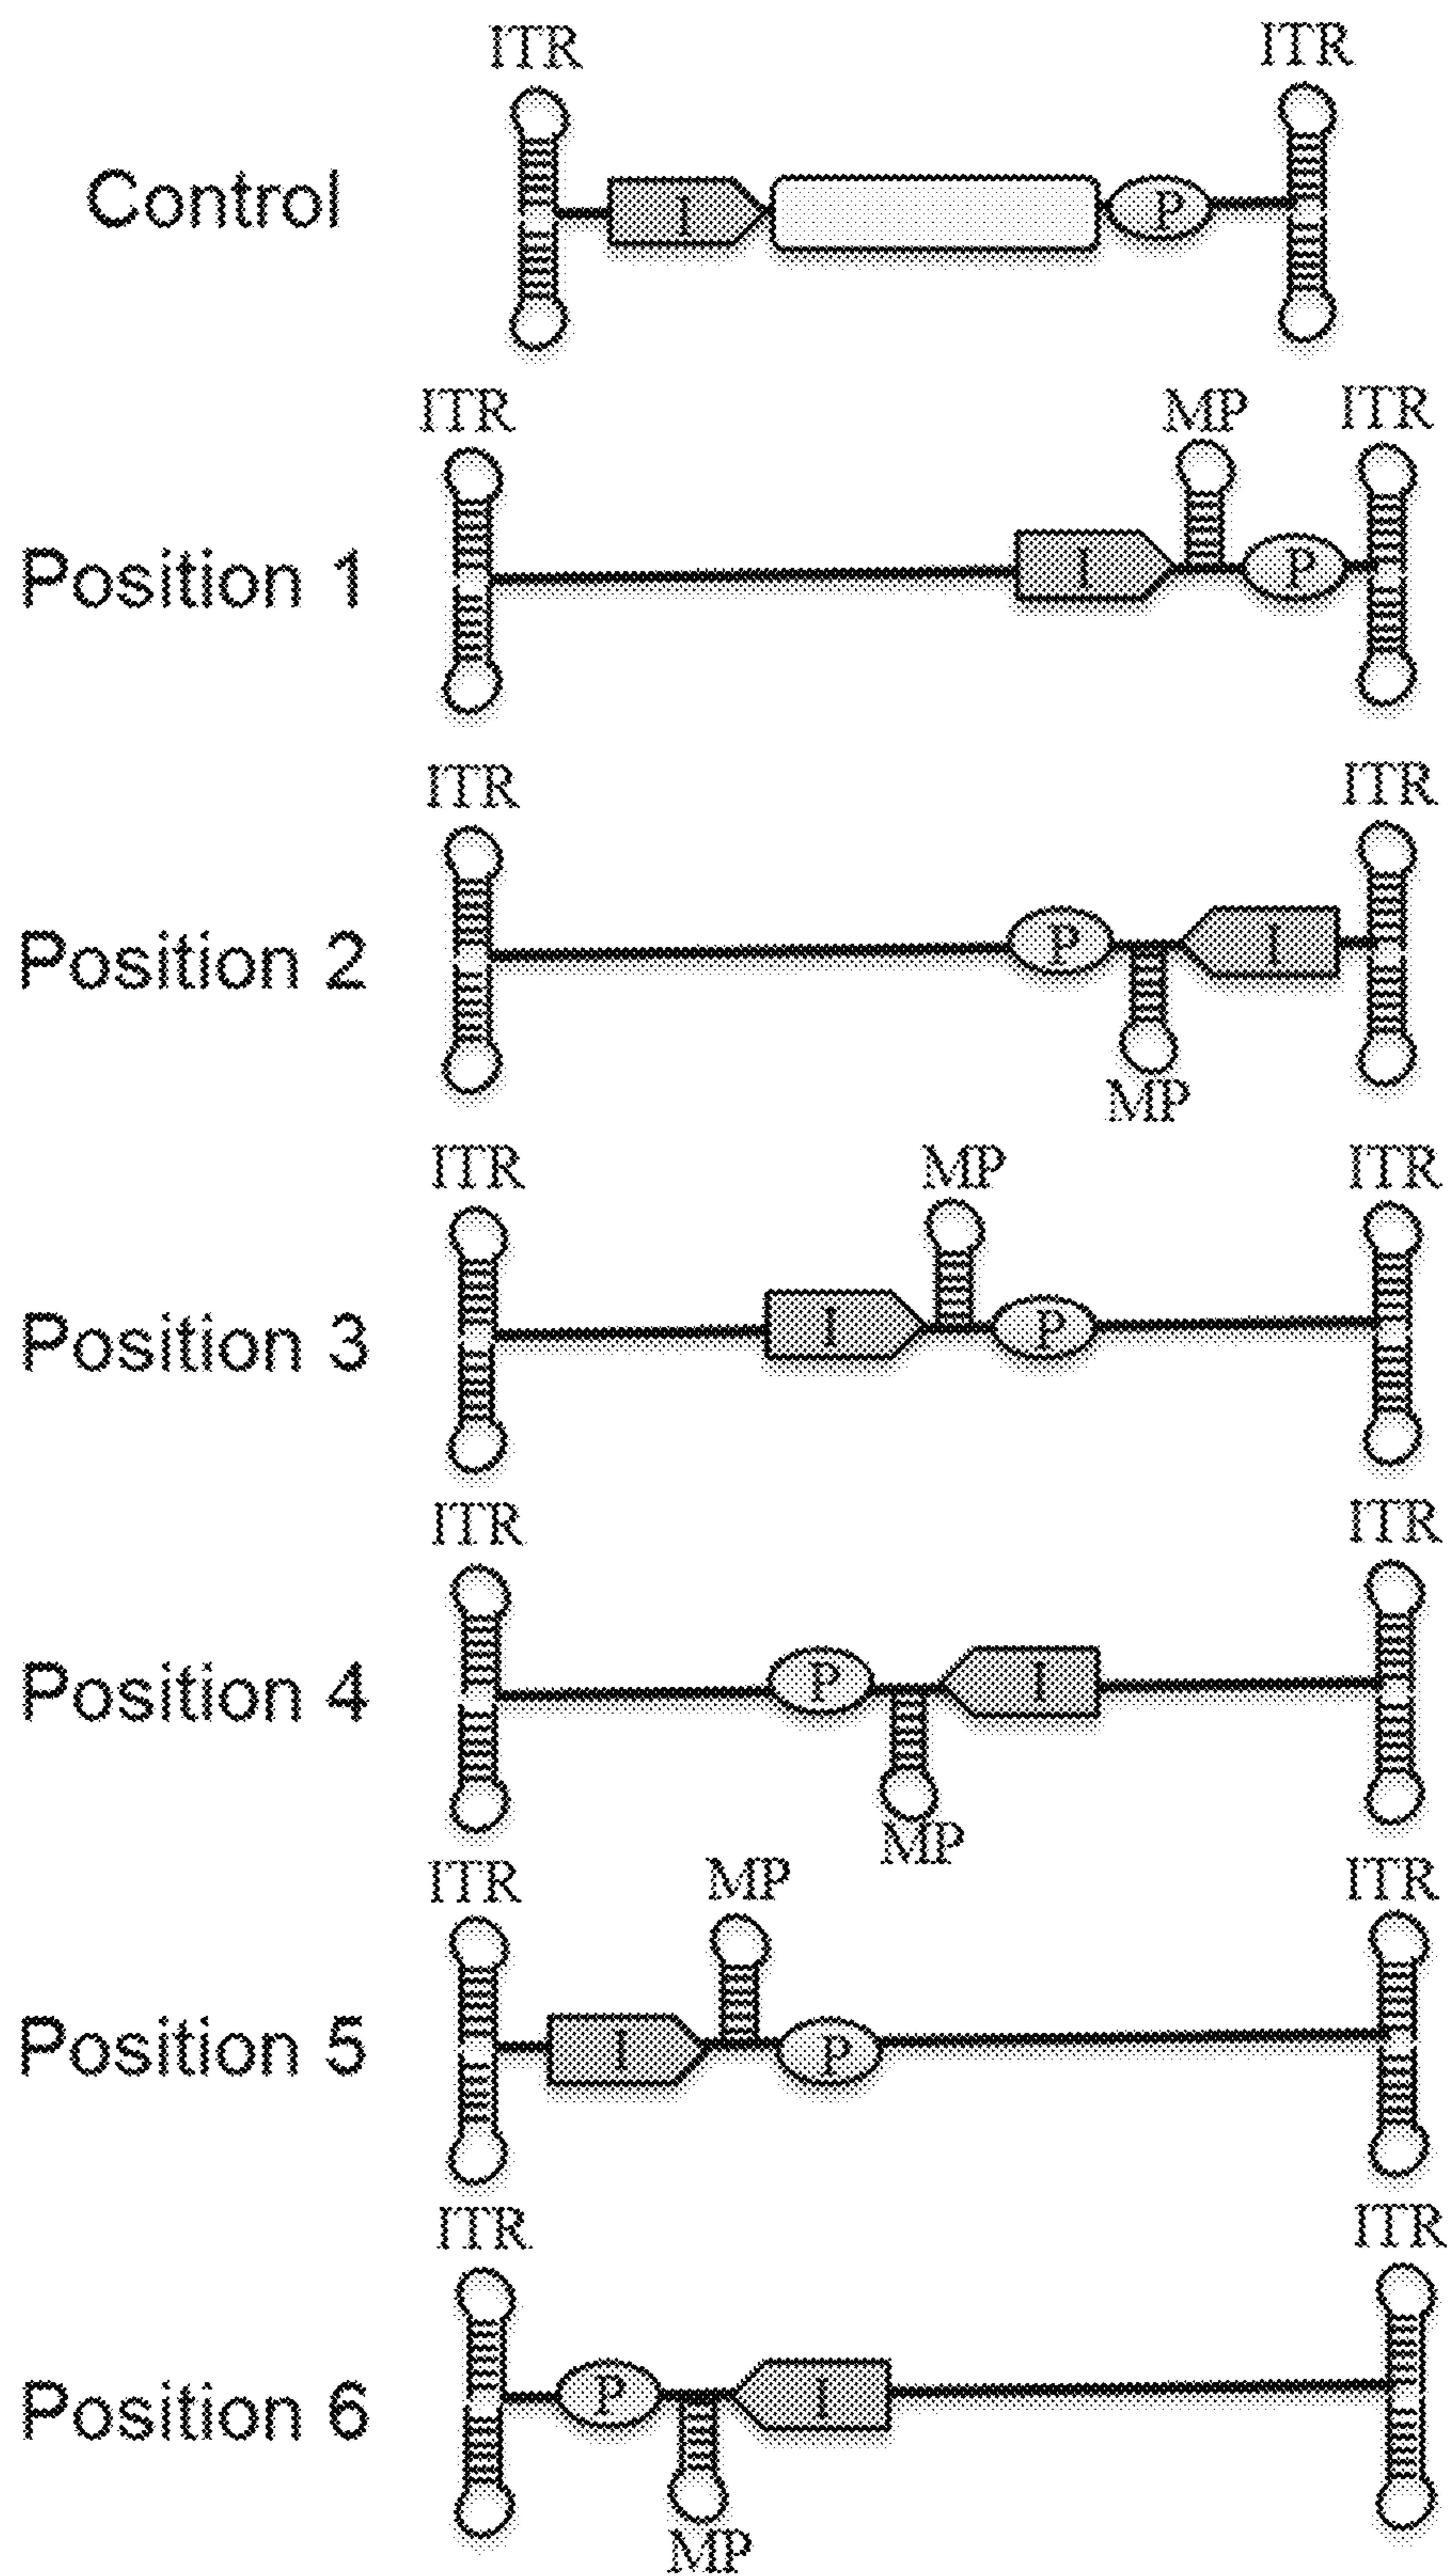 ITR ITR
Control I P
ITR MP ITR
Position 1 I P
ITR ITR
Position 2 P I
MP
ITR MP ITR
Position 3 I P
ITR ITR
Position 4 P I
MP
ITR MP ITR
Position 5 I P
ITR ITR
Position 6 P I
MP